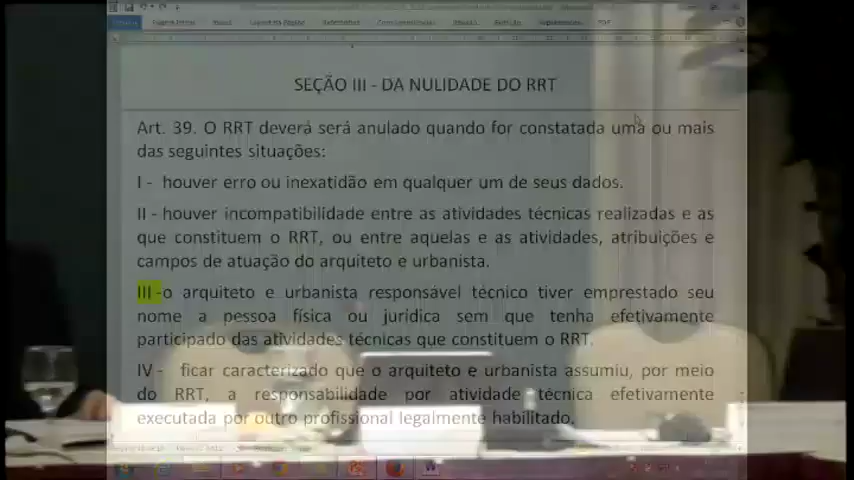 SEÇÃO III - DA NULIDADE DO RRT
Art. 39. O RRT deverá será anulado quando for constatada uma ou mais
das seguintes situações:
I - houver erro ou inexatidão em qualquer um de seus dados.
II - houver incompatibilidade entre as atividades técnicas realizadas e as
que constituem o RRT, ou entre aquelas e as atividades, atribuições e
campos de atuação do arquiteto e urbanista.
III -o arquiteto e urbanista responsável técnico tiver emprestado seu
nome a pessoa física ou jurídica sem que tenha efetivamente
participado das atividades técnicas que constituem o RRT.
IV - ficar caracterizado que o arquiteto e urbanista assumiu, por meio
do RRT, a responsabilidade por atividade técnica efetivamente
executada por outro profissional legalmente habilitado.